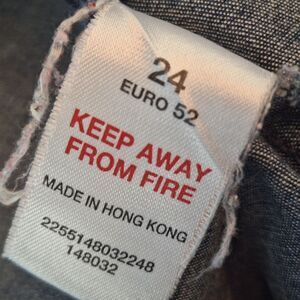 24
EURO 52
KEEP AWAY
FROM FIRE
MADE IN HONG KONG
2255148032248
148032